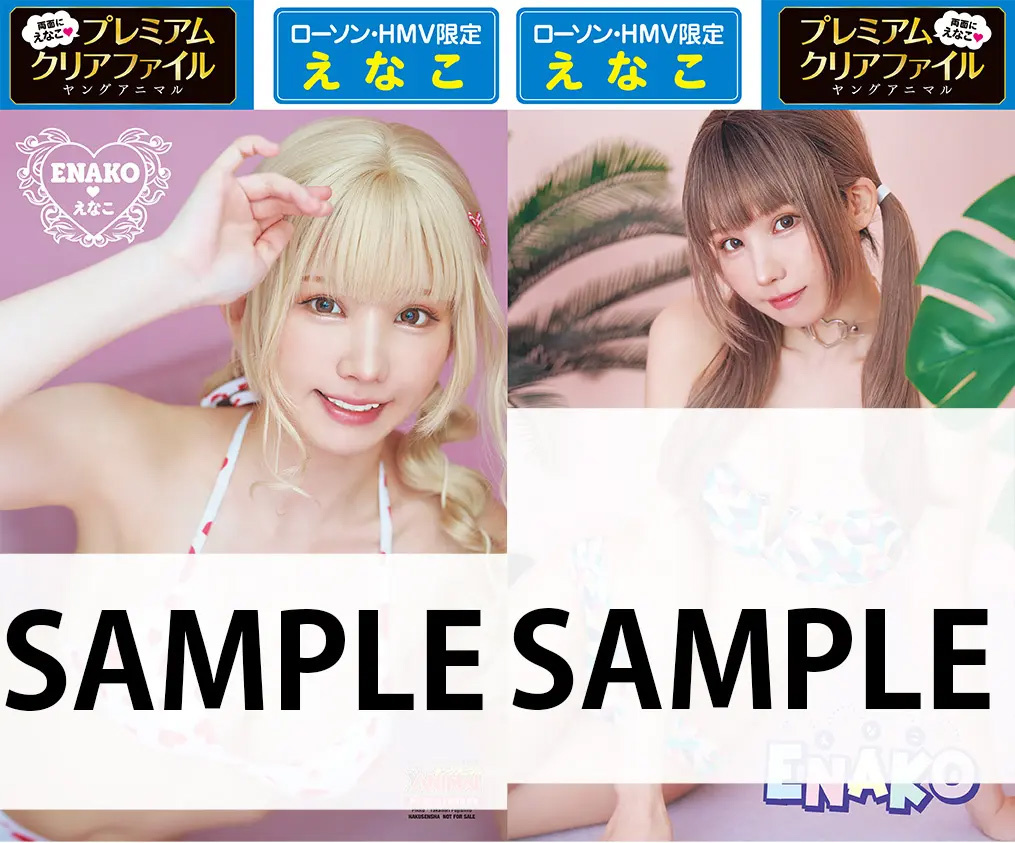 両面に
えなこ♥
プレミアム
クリアファイル
ヤングアニマル
ローソン・HMV限定
えなこ
ローソン・HMV限定
えなこ
プレミアム
両面に
えなこ♥
クリアファイル
ヤングアニマル
ENAKO
♥
えなこ
SAMPLE
SAMPLE
ENAKO
HAKUSENSHA NOT FOR SALE